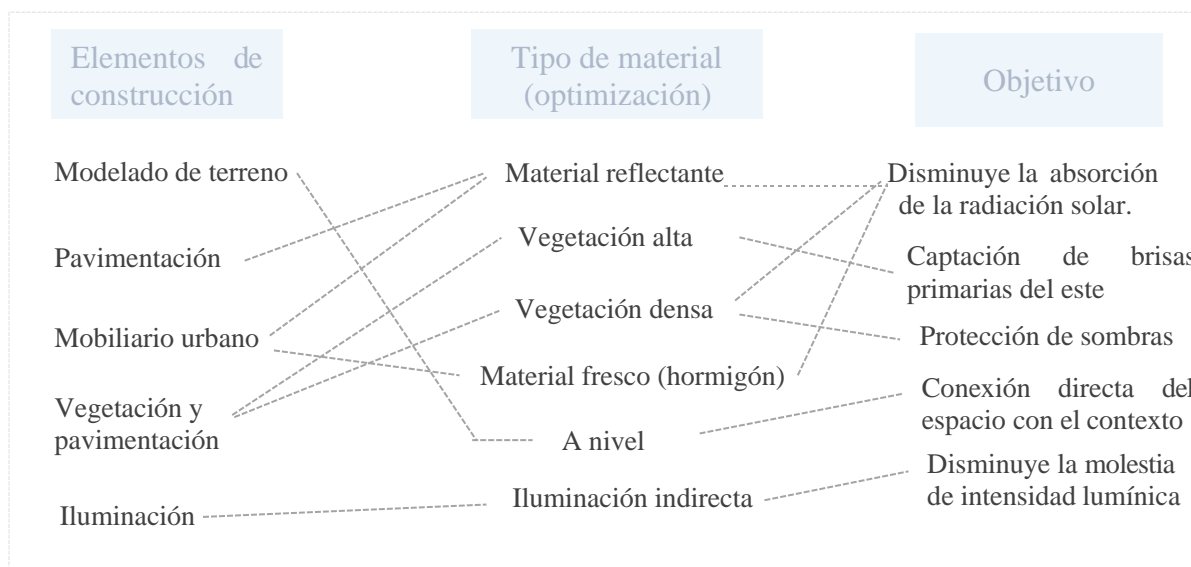 Elementos de
construcción
Tipo de material
(optimización)
Objetivo
Modelado de terreno
Material reflectante
Disminuye la absorción
de la radiación solar.
Pavimentación
Vegetación alta
Captación de brisas
primarias del este
Mobiliario urbano
Vegetación densa
Protección de sombras
Material fresco (hormigón)
Vegetación y
pavimentación
Conexión directa del
espacio con el contexto
A nivel
Iluminación
Iluminación indirecta
Disminuye la molestia
de intensidad lumínica